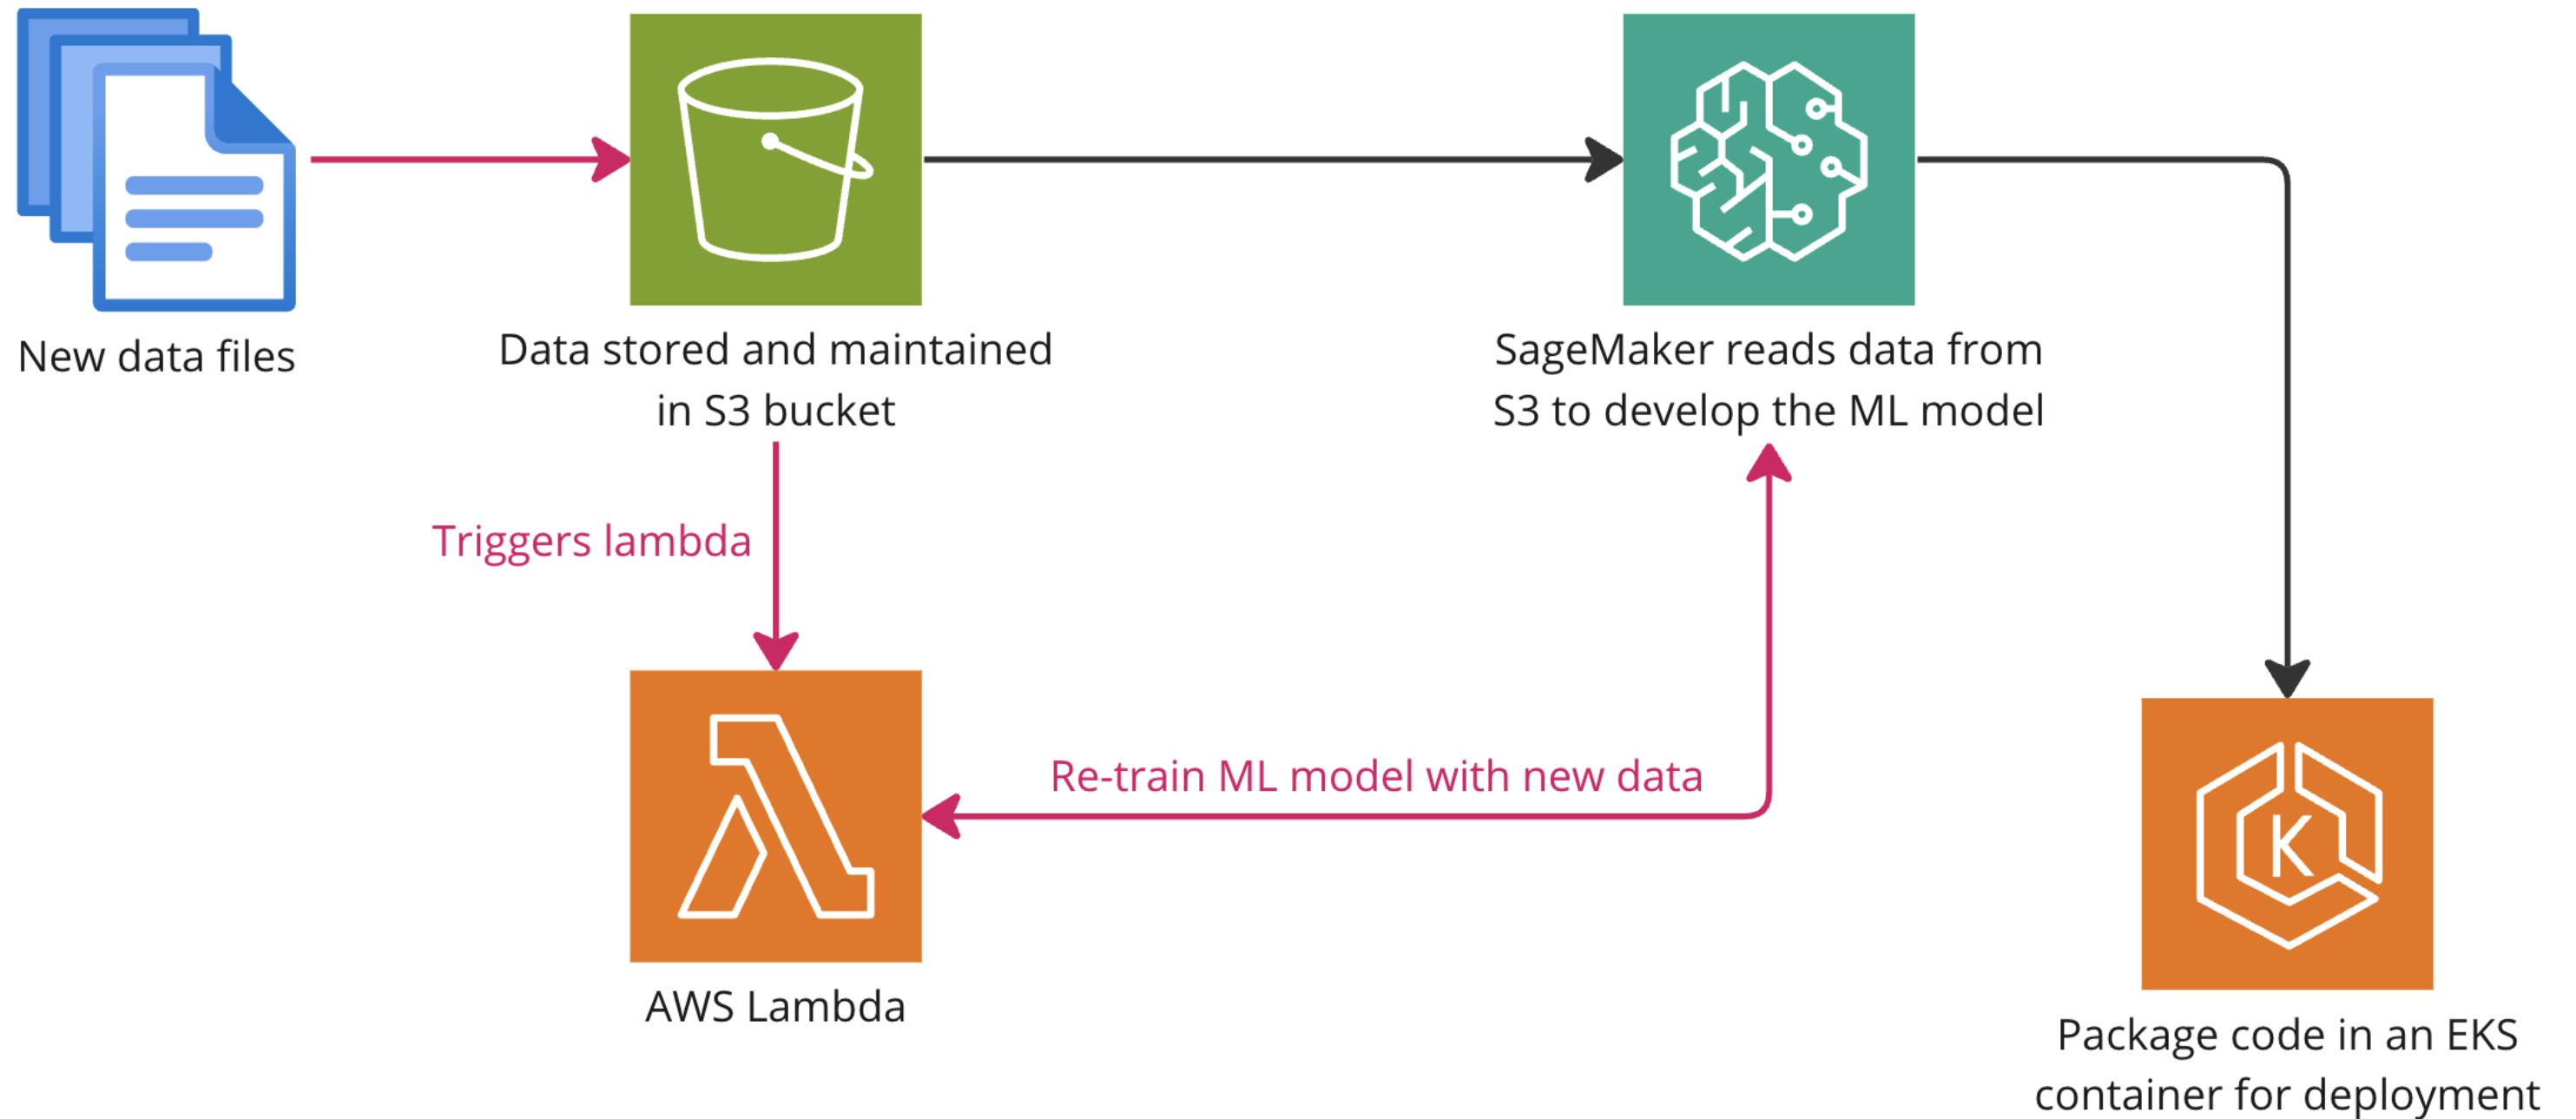 New data files
Data stored and maintained
in S3 bucket
SageMaker reads data from
S3 to develop the ML model
Triggers lambda
Re-train ML model with new data
AWS Lambda
K
Package code in an EKS
container for deployment